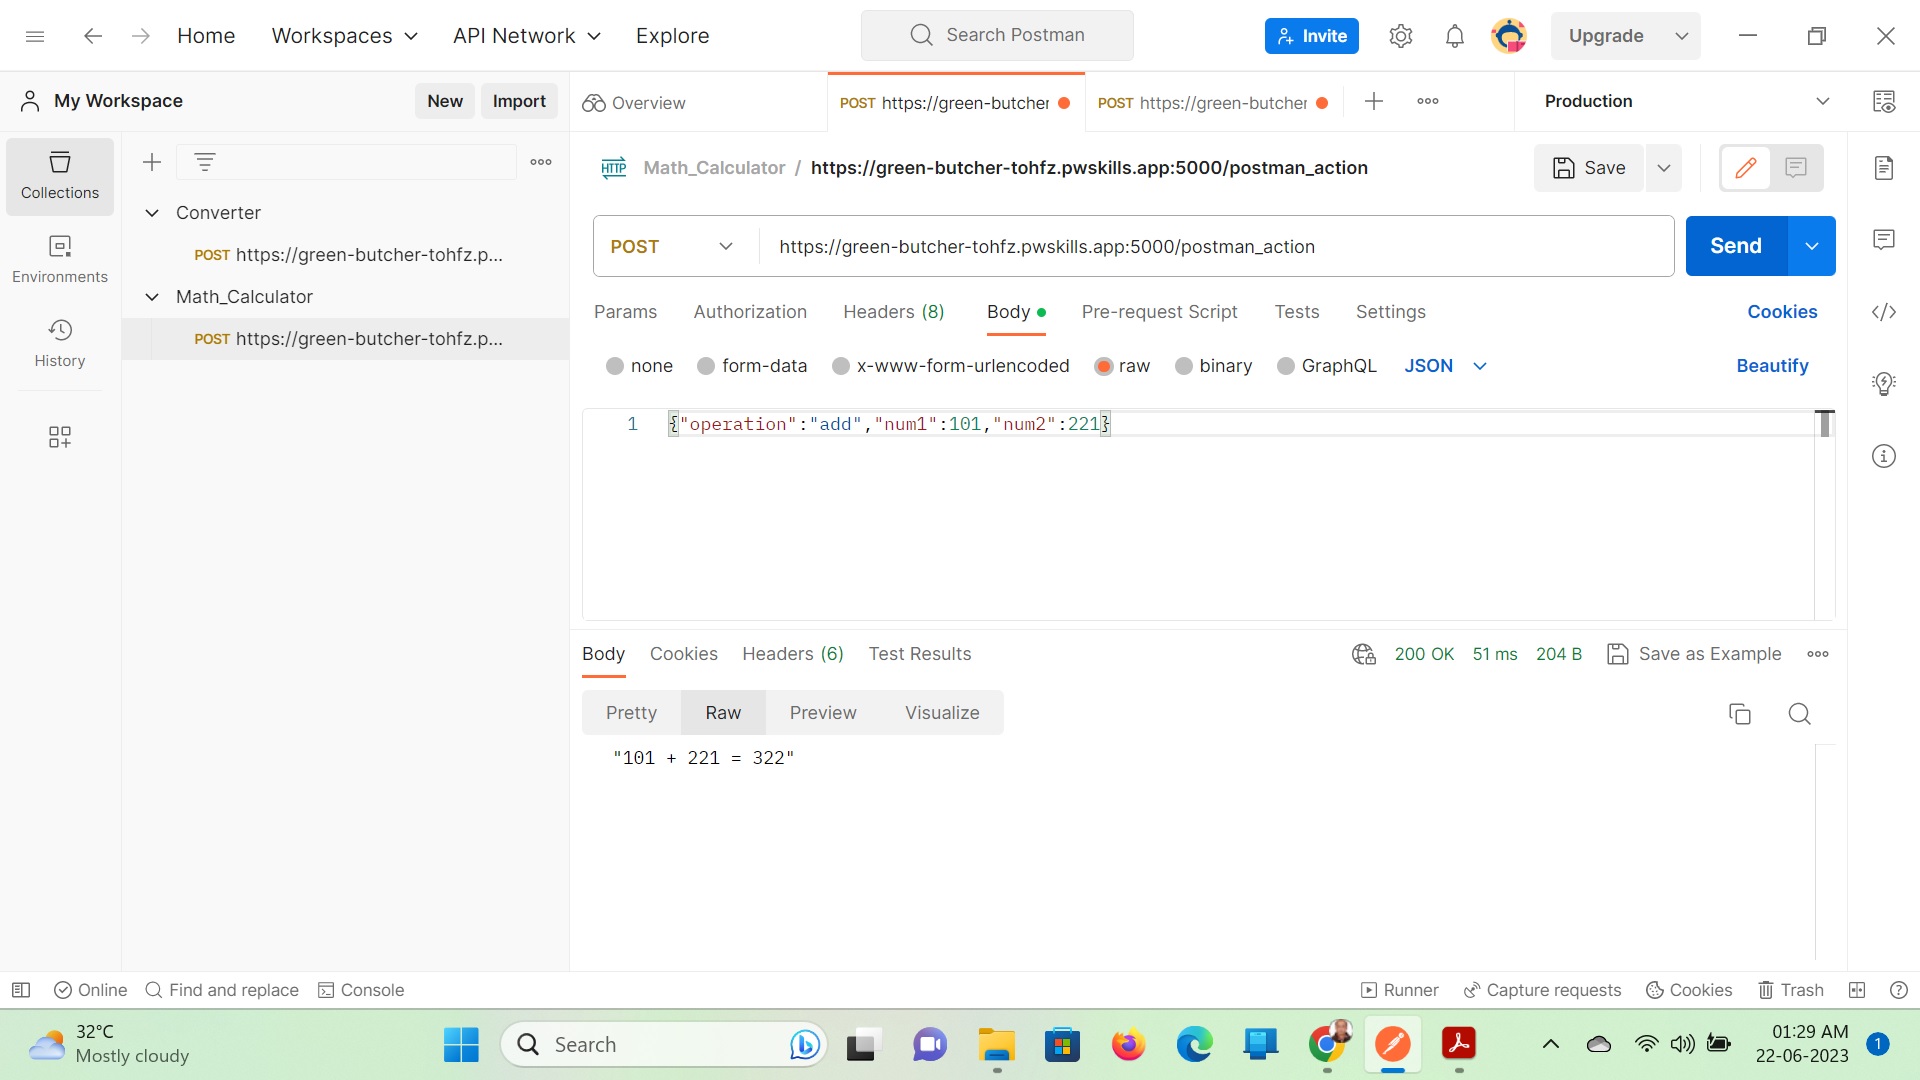 Home Workspaces API Network Explore Search Postman Invite Upgrade
My Workspace New Import Overview POST https://green-butcher POST https://green-butcher Production
Collections
Environments
History
Converter
POST https://green-butcher-tohfz.p...
Math_Calculator
POST https://green-butcher-tohfz.p...
HTTP Math_Calculator / https://green-butcher-tohfz.pwskills.app:5000/postman_action Save
POST https://green-butcher-tohfz.pwskills.app:5000/postman_action Send
Params Authorization Headers (8) Body Pre-request Script Tests Settings Cookies
none form-data x-www-form-urlencoded raw binary GraphQL JSON Beautify
1 {"operation":"add","num1":101,"num2":221}
Body Cookies Headers (6) Test Results 200 OK 51 ms 204 B Save as Example
Pretty Raw Preview Visualize
"101 + 221 = 322"
Online Find and replace Console Runner Capture requests Cookies Trash
32°C
Mostly cloudy
Search
01:29 AM
22-06-2023
1